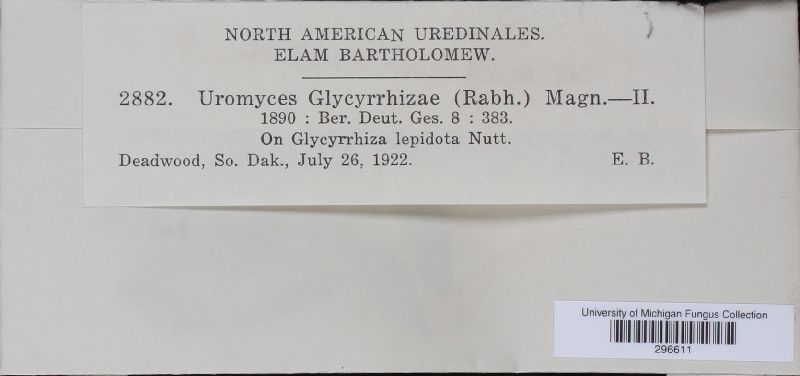 NORTH AMERICAN UREDINALES.
ELAM BARTHOLOMEW.
2882. Uromyces Glycyrrhizae (Rabh.) Magn.—II.
1890 : Ber. Deut. Ges. 8 : 383.
On Glycyrrhiza lepidota Nutt.
Deadwood, So. Dak., July 26, 1922. E. B.
University of Michigan Fungus Collection
296611